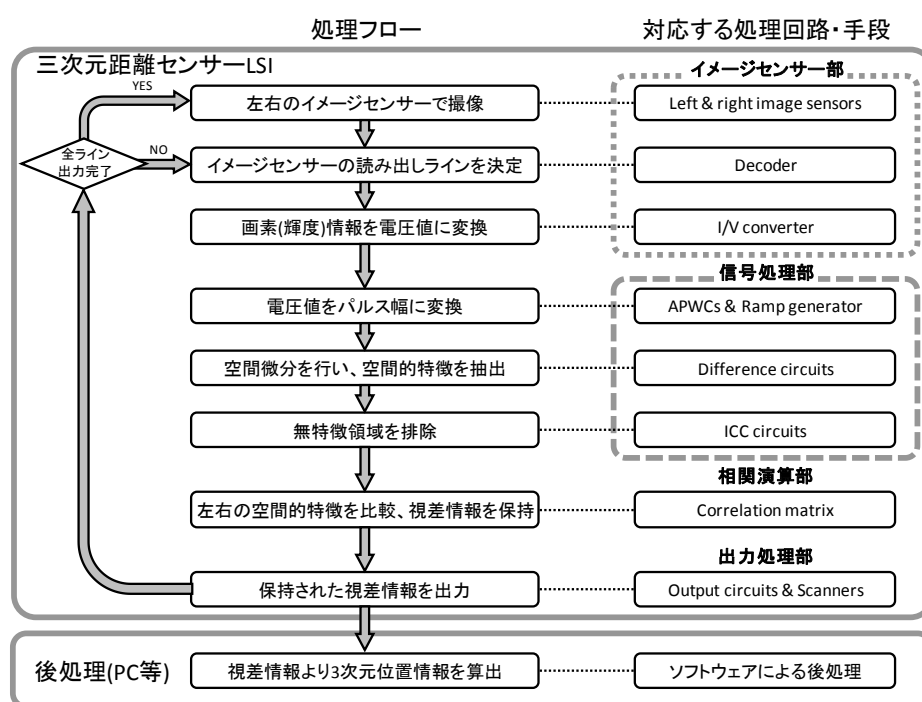 処理フロー
対応する処理回路・手段
三次元距離センサーLSI
イメージセンサー部
YES
左右のイメージセンサーで撮像
Left & right image sensors
全ライン
出力完了
NO
イメージセンサーの読み出しラインを決定
Decoder
画素(輝度)情報を電圧値に変換
I/V converter
信号処理部
電圧値をパルス幅に変換
APWCs & Ramp generator
空間微分を行い、空間的特徴を抽出
Difference circuits
無特徴領域を排除
ICC circuits
相関演算部
左右の空間的特徴を比較、視差情報を保持
Correlation matrix
出力処理部
保持された視差情報を出力
Output circuits & Scanners
後処理(PC等)
視差情報より3次元位置情報を算出
ソフトウェアによる後処理